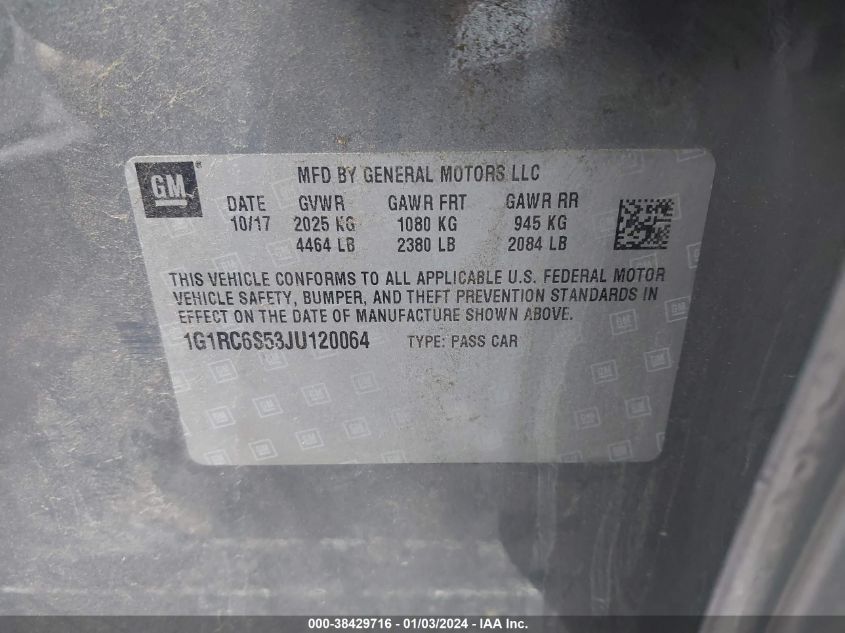 GM
MFD BY GENERAL MOTORS LLC
DATE GVWR GAWR FRT GAWR RR
10/17 2025 KG 1080 KG 945 KG
4464 LB 2380 LB 2084 LB
THIS VEHICLE CONFORMS TO ALL APPLICABLE U.S. FEDERAL MOTOR
VEHICLE SAFETY, BUMPER, AND THEFT PREVENTION STANDARDS IN
EFFECT ON THE DATE OF MANUFACTURE SHOWN ABOVE.
1G1RC6S53JU120064 TYPE: PASS CAR
000-38429716 - 01/03/2024 - IAAI.com